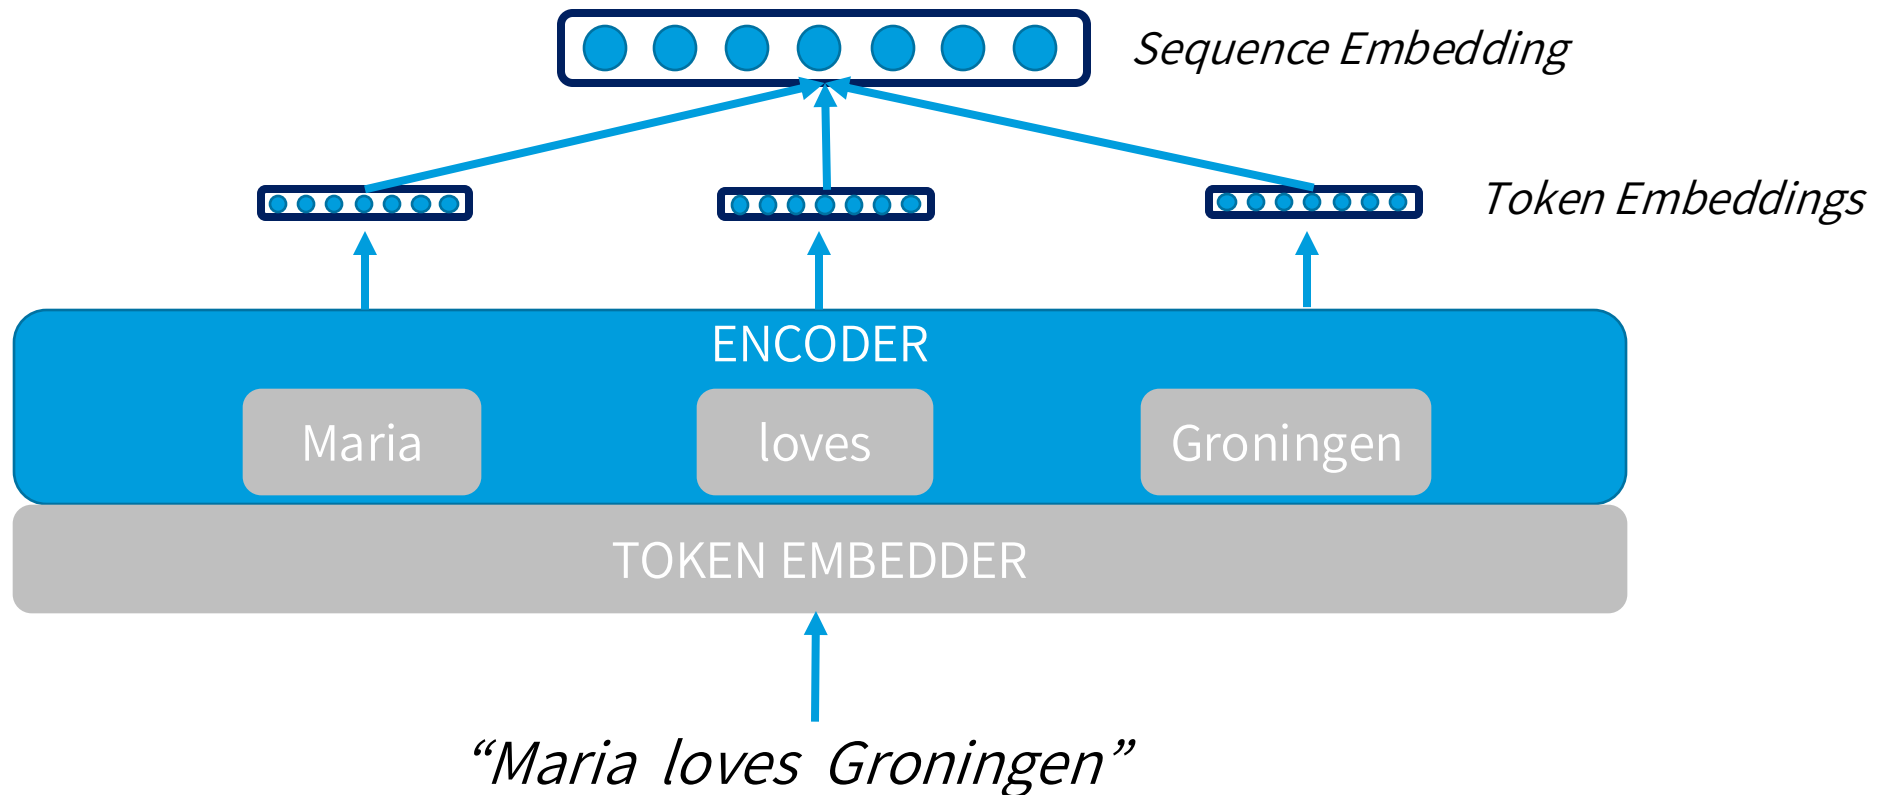 Sequence Embedding
Token Embeddings
ENCODER
Maria
loves
Groningen
TOKEN EMBEDDER
“Maria loves Groningen”